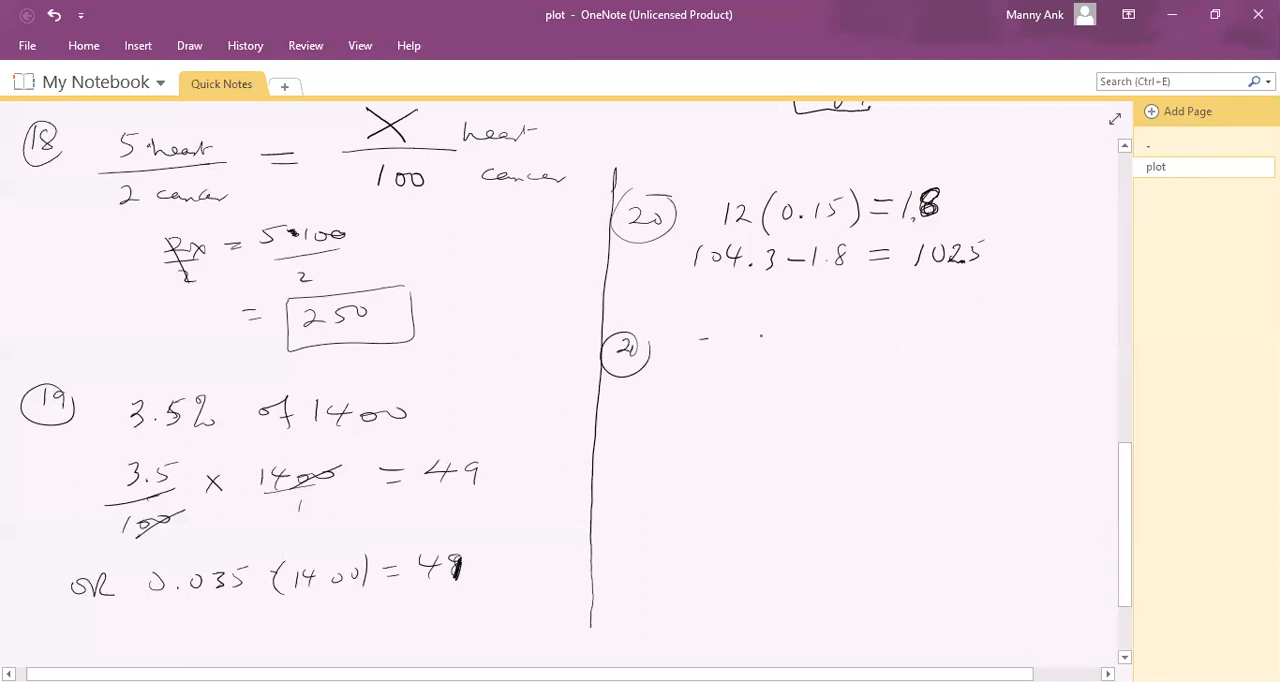 plot - OneNote (Unlicensed Product)
Manny Ank
File Home Insert Draw History Review View Help
My Notebook
Quick Notes
Search (Ctrl+E)
Add Page
-
plot
18
5 heart = X heart
2 cancer 100 cancer
2x = 5·100
2 2
= 250
19
3.5% of 1400
3.5 x 1400 = 49
100 1
OR 0.035 (1400) = 49
20 12 (0.15) = 1.8
104.3 - 1.8 = 102.5
-